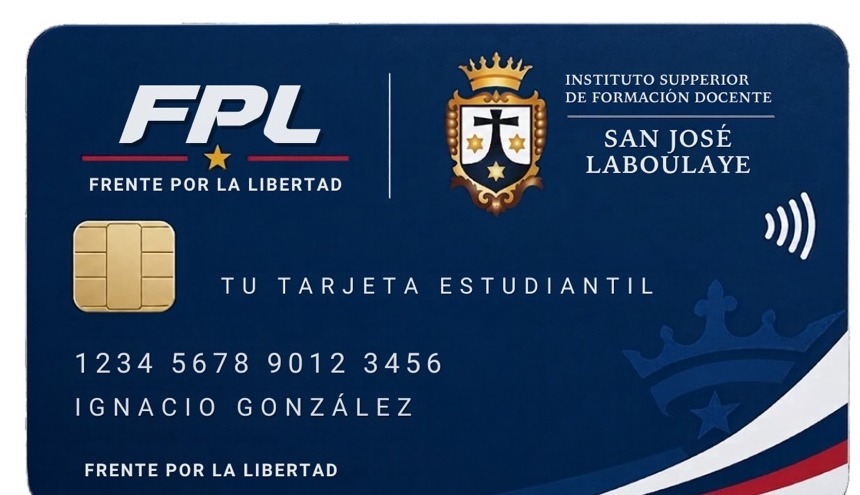 FPL
FRENTE POR LA LIBERTAD
INSTITUTO SUPPERIOR
DE FORMACIÓN DOCENTE
SAN JOSÉ
LABOULAYE
TU TARJETA ESTUDIANTIL
1234 5678 9012 3456
IGNACIO GONZÁLEZ
FRENTE POR LA LIBERTAD